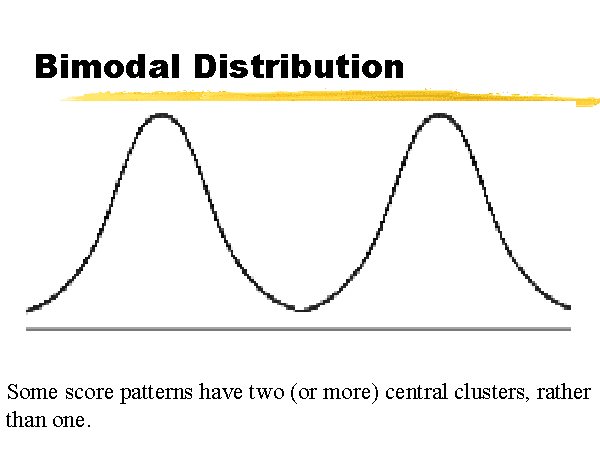 Bimodal Distribution
Some score patterns have two (or more) central clusters, rather
than one.